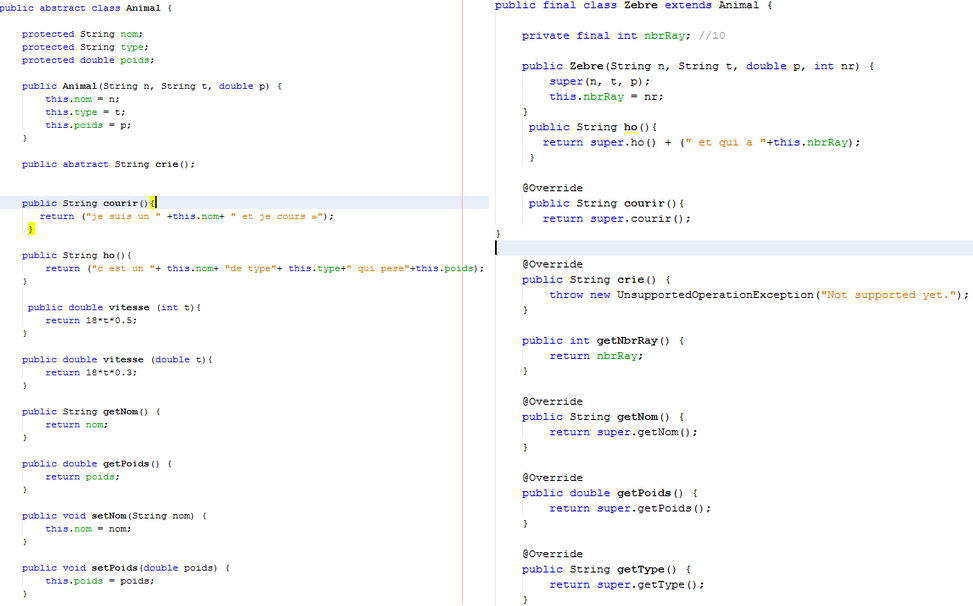 public abstract class Animal {
protected String nom;
protected String type;
protected double poids;
public Animal(String n, String t, double p) {
this.nom = n;
this.type = t;
this.poids = p;
}
public abstract String crie();
public String courir(){
return ("je suis un " +this.nom+ " et je cours »");
}
public String ho(){
return ("c est un "+ this.nom+ "de type"+ this.type+" qui pese"+this.poids);
}
public double vitesse (int t){
return 18*t*0.5;
}
public double vitesse (double t){
return 18*t*0.3;
}
public String getNom() {
return nom;
}
public double getPoids() {
return poids;
}
public void setNom(String nom) {
this.nom = nom;
}
public void setPoids(double poids) {
this.poids = poids;
}
public final class Zebre extends Animal {
private final int nbrRay; //10
public Zebre(String n, String t, double p, int nr) {
super(n, t, p);
this.nbrRay = nr;
}
public String ho(){
return super.ho() + (" et qui a "+this.nbrRay);
}
@Override
public String courir(){
return super.courir();
}
@Override
public String crie() {
throw new UnsupportedOperationException("Not supported yet.");
}
public int getNbrRay() {
return nbrRay;
}
@Override
public String getNom() {
return super.getNom();
}
@Override
public double getPoids() {
return super.getPoids();
}
@Override
public String getType() {
return super.getType();
}